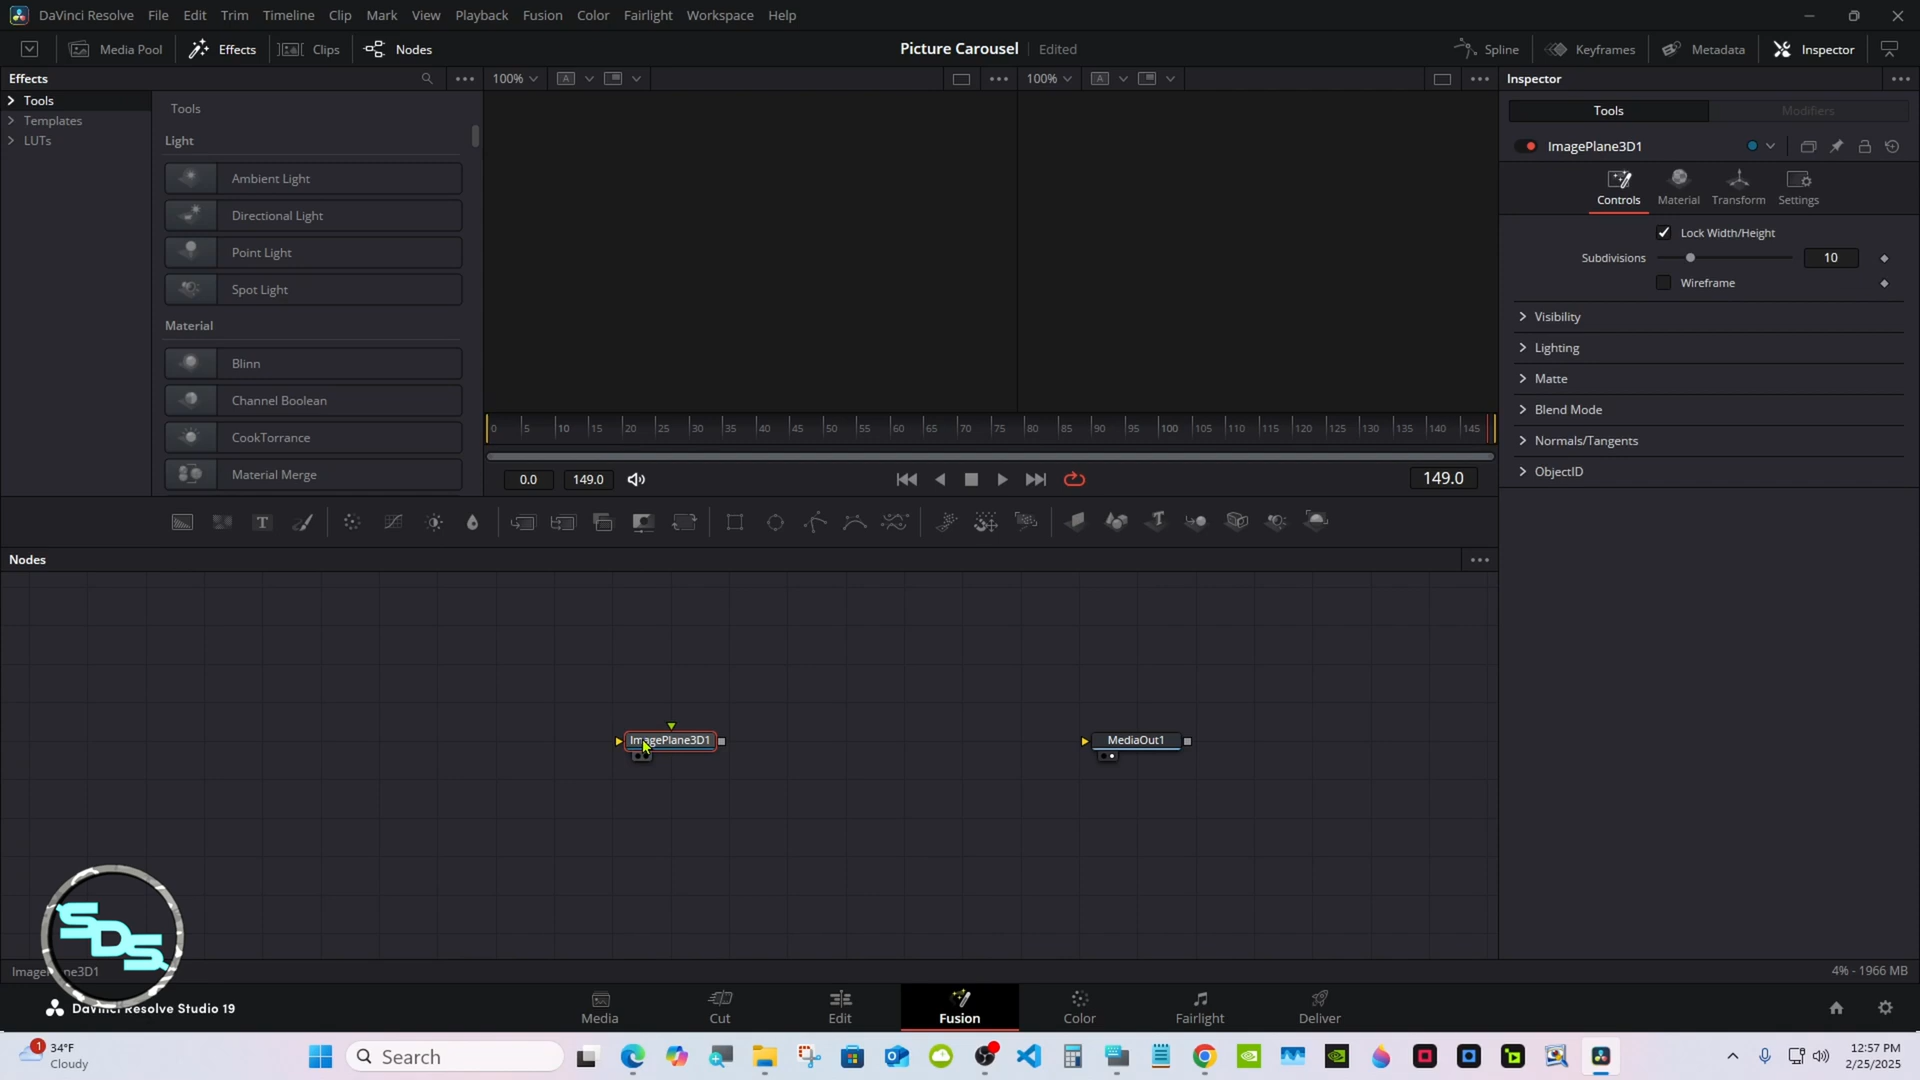 DaVinci Resolve File Edit Trim Timeline Clip Mark View Playback Fusion Color Fairlight Workspace Help
Media Pool Effects Clips Nodes Picture Carousel Edited Spline Keyframes Metadata Inspector
Effects 100% A 100% A Inspector
Tools
Templates
LUTs
Tools
Light
Ambient Light
Directional Light
Point Light
Spot Light
Material
Blinn
Channel Boolean
CookTorrance
Material Merge
0 5 10 15 20 25 30 35 40 45 50 55 60 65 70 75 80 85 90 95 100 105 110 115 120 125 130 135 140 145
0.0 149.0 149.0
T
Tools Modifiers
ImagePlane3D1
Controls Material Transform Settings
Lock Width/Height
Subdivisions 10
Wireframe
Visibility
Lighting
Matte
Blend Mode
Normals/Tangents
ObjectID
Nodes
ImagePlane3D1 MediaOut1
SDS
4% - 1966 MB
DaVinci Resolve Studio 19
Media Cut Edit Fusion Color Fairlight Deliver
1
34°F
Cloudy
Search
12:57 PM
2/25/2025